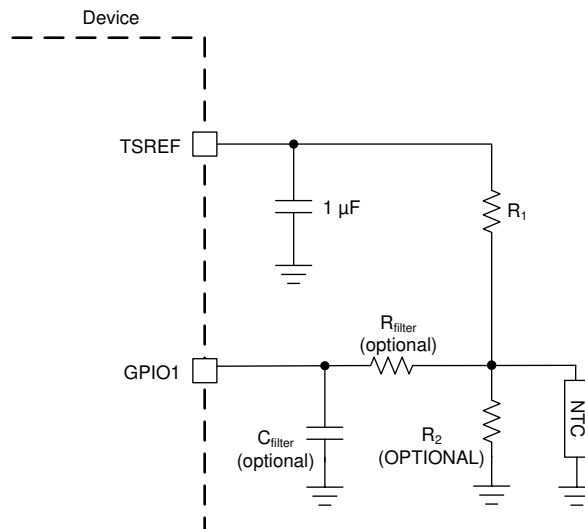 Device
TSREF
1 µF
R1
Rfilter
(optional)
GPIO1
Cfilter
(optional)
R2
(OPTIONAL)
NTC